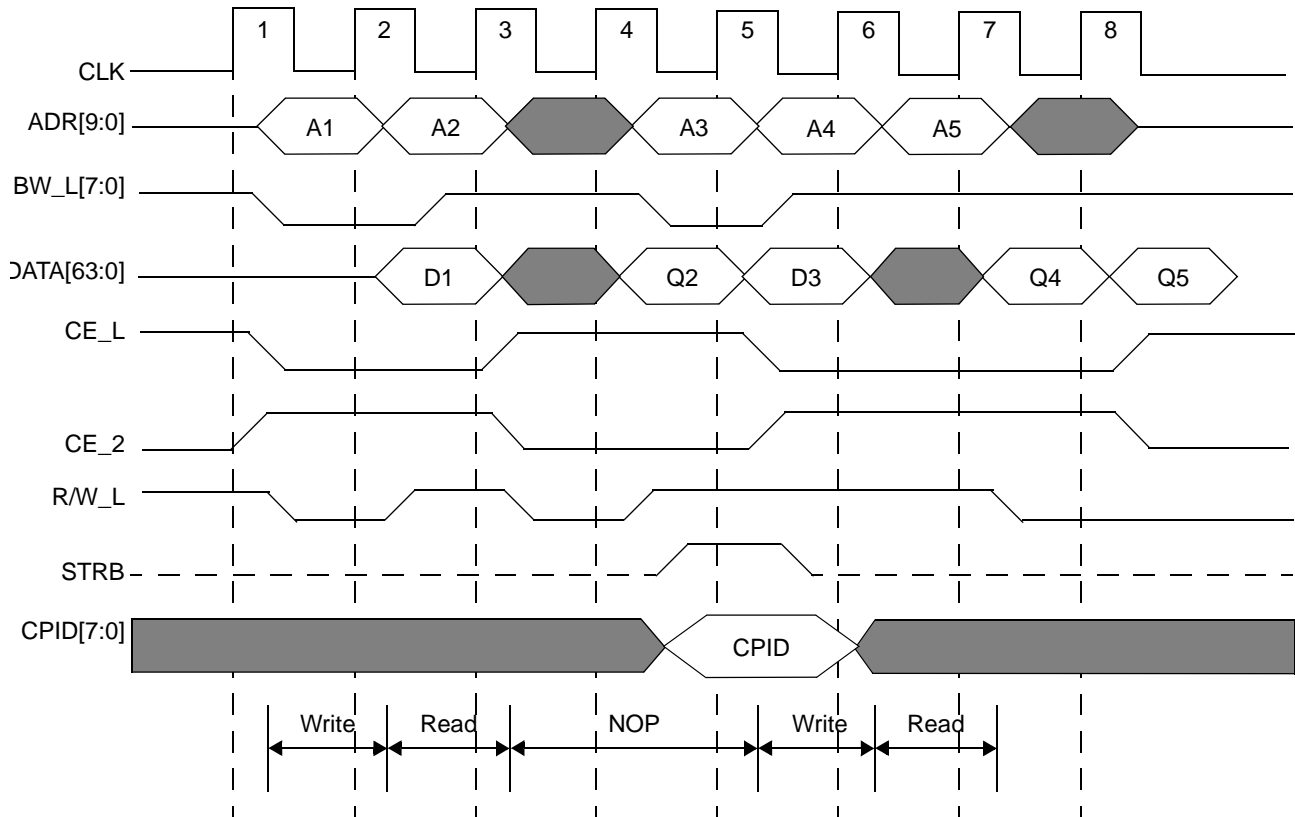 1 2 3 4 5 6 7 8
CLK
ADR[9:0] A1 A2 A3 A4 A5
BW_L[7:0]
DATA[63:0] D1 Q2 D3 Q4 Q5
CE_L
CE_2
R/W_L
STRB
CPID[7:0] CPID
Write Read NOP Write Read